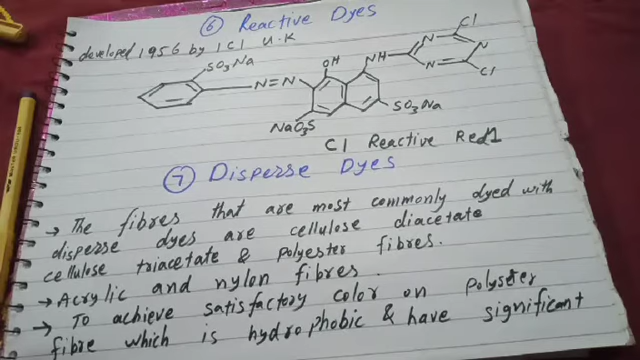 ⑥ Reactive Dyes
developed 1956 by ICI U.K
SO3Na
N=N
OH
NH
N
Cl
N
N
Cl
SO3Na
NaO3S
CI Reactive Red1
⑦ Disperse Dyes
→ The fibres that are most commonly dyed with
disperse dyes are cellulose diacetate
cellulose triacetate & polyester fibres.
→ Acrylic and nylon fibres.
→ To achieve satisfactory color on polyseter
fibre which is hydrophobic & have significant